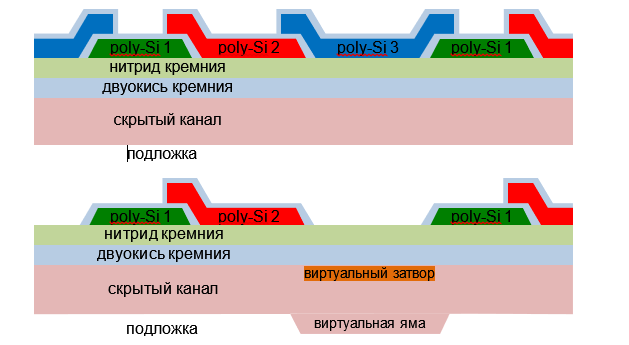 poly-Si 1 poly-Si 2 poly-Si 3 poly-Si 1
нитрид кремния
двуокись кремния
скрытый канал
подложка
poly-Si 1 poly-Si 2 poly-Si 1
нитрид кремния
двуокись кремния
виртуальный затвор
скрытый канал
виртуальная яма
подложка